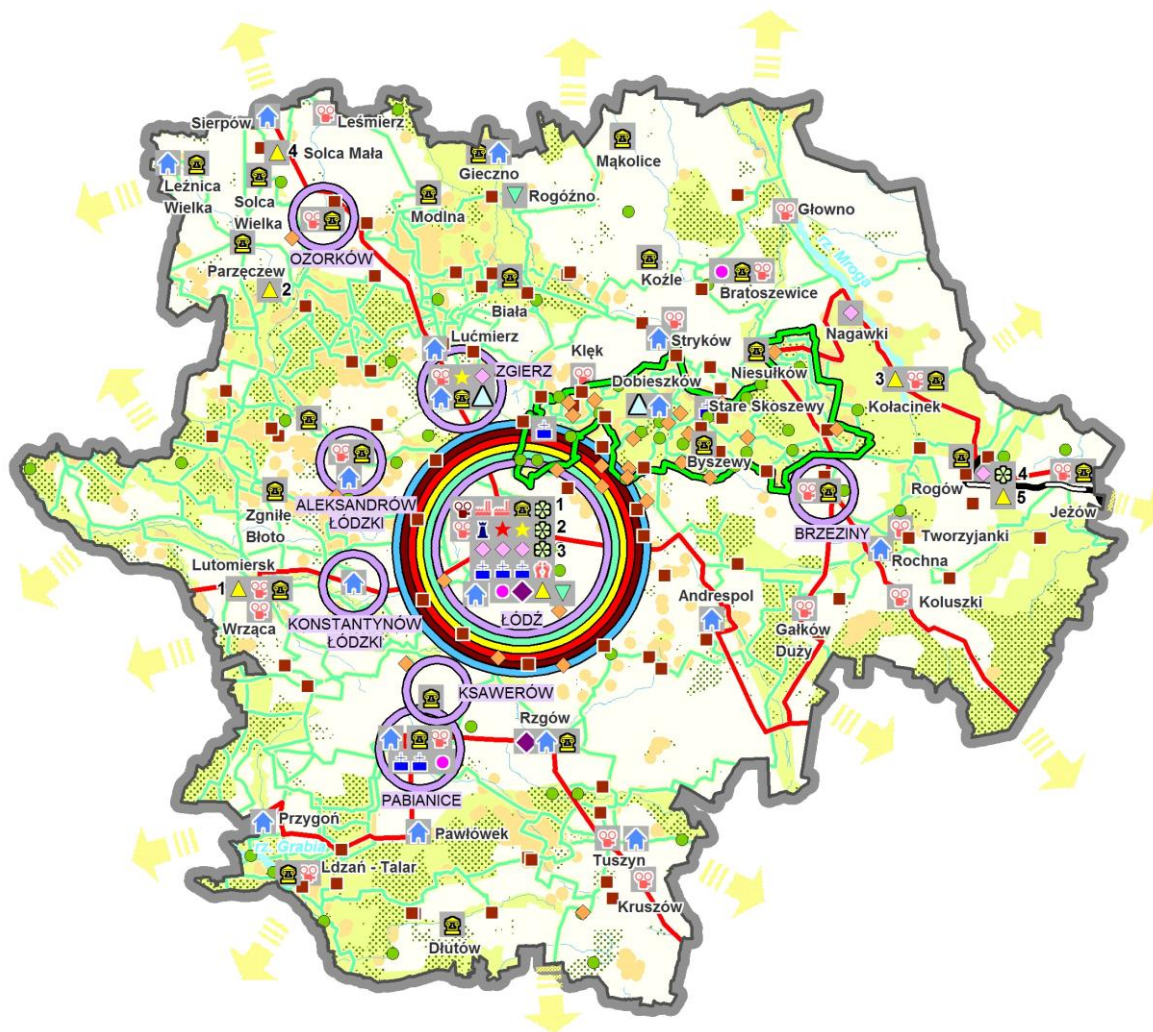 Sierpów
Leśmierz
4
Solca Mała
Mąkolice
Gieczno
Leźnica
Wielka
Solca
Wielka
Modlna
Rogóźno
Głowno
OZORKÓW
rz. Mroga
Parzęczew
2
Koźle
Bratoszewice
Biała
Nagawki
Lućmierz
Stryków
Klęk
ZGIERZ
Niesułków
Dobieszków
3
Stare Skoszewy
Kołacinek
Byszewy
Rogów
4
5
Jeżów
ALEKSANDRÓW
ŁÓDZKI
Zgniłe
Błoto
1
2
3
BRZEZINY
Tworzyjanki
Rochna
Lutomiersk
1
Wrząca
KONSTANTYNÓW
ŁÓDZKI
ŁÓDŹ
Andrespol
Koluszki
Gałków
Duży
KSAWERÓW
Rzgów
PABIANICE
Przygoń
Pawłówek
rz. Grabia
Ldzań - Talar
Tuszyn
Kruszów
Dłutów